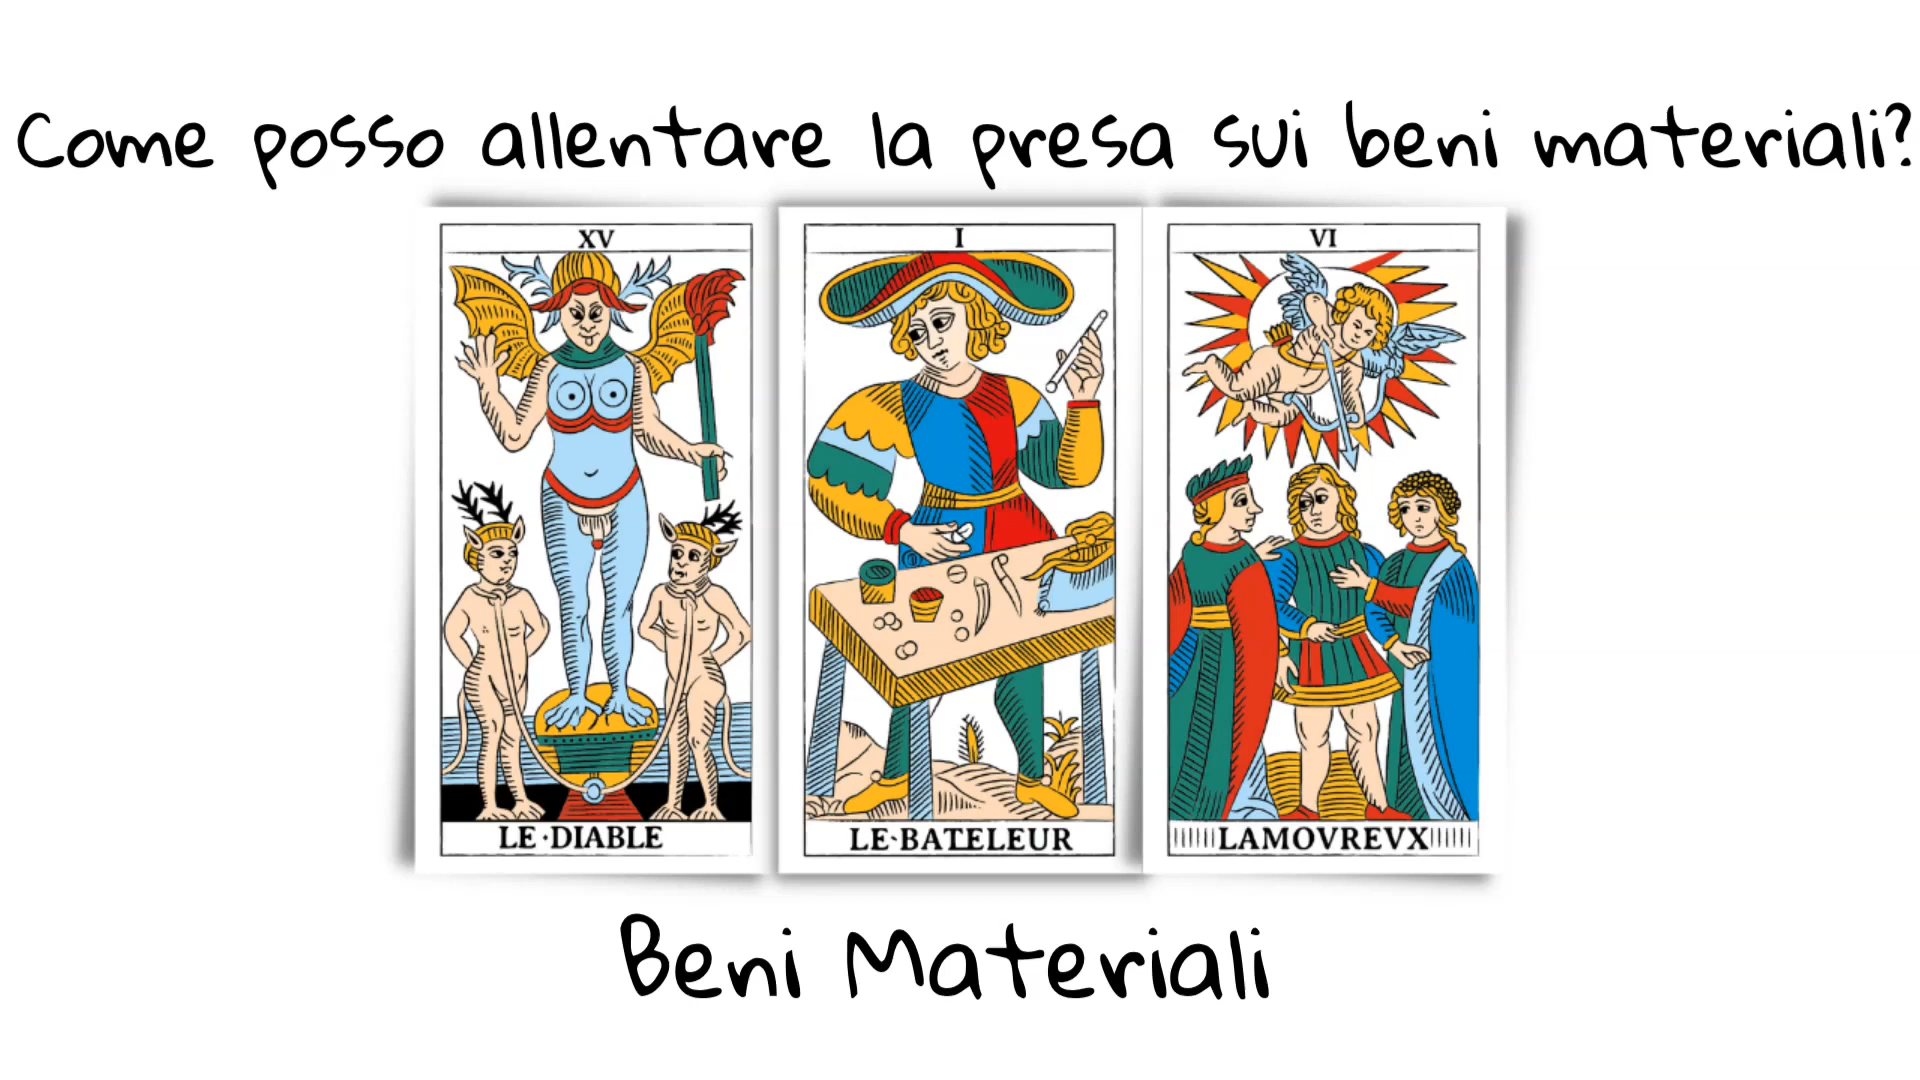 Come posso allentare la presa sui beni materiali?
XV
I
VI
LE·DIABLE
LE·BATELEUR
LAMOVREVX
Beni Materiali